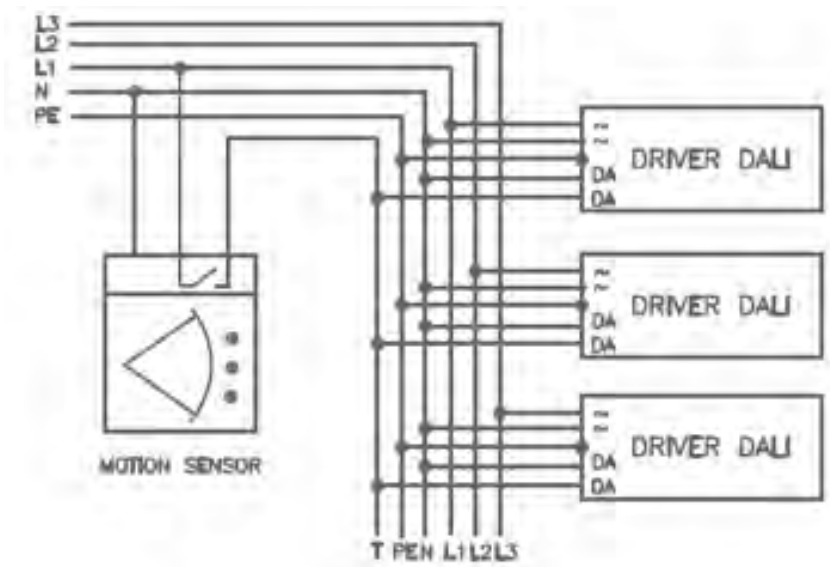 L3
L2
L1
N
PE
~
~
DA
DA
DRIVER DALI
~
~
DA
DA
DRIVER DALI
~
~
DA
DA
DRIVER DALI
MOTION SENSOR
T PE N L1 L2 L3